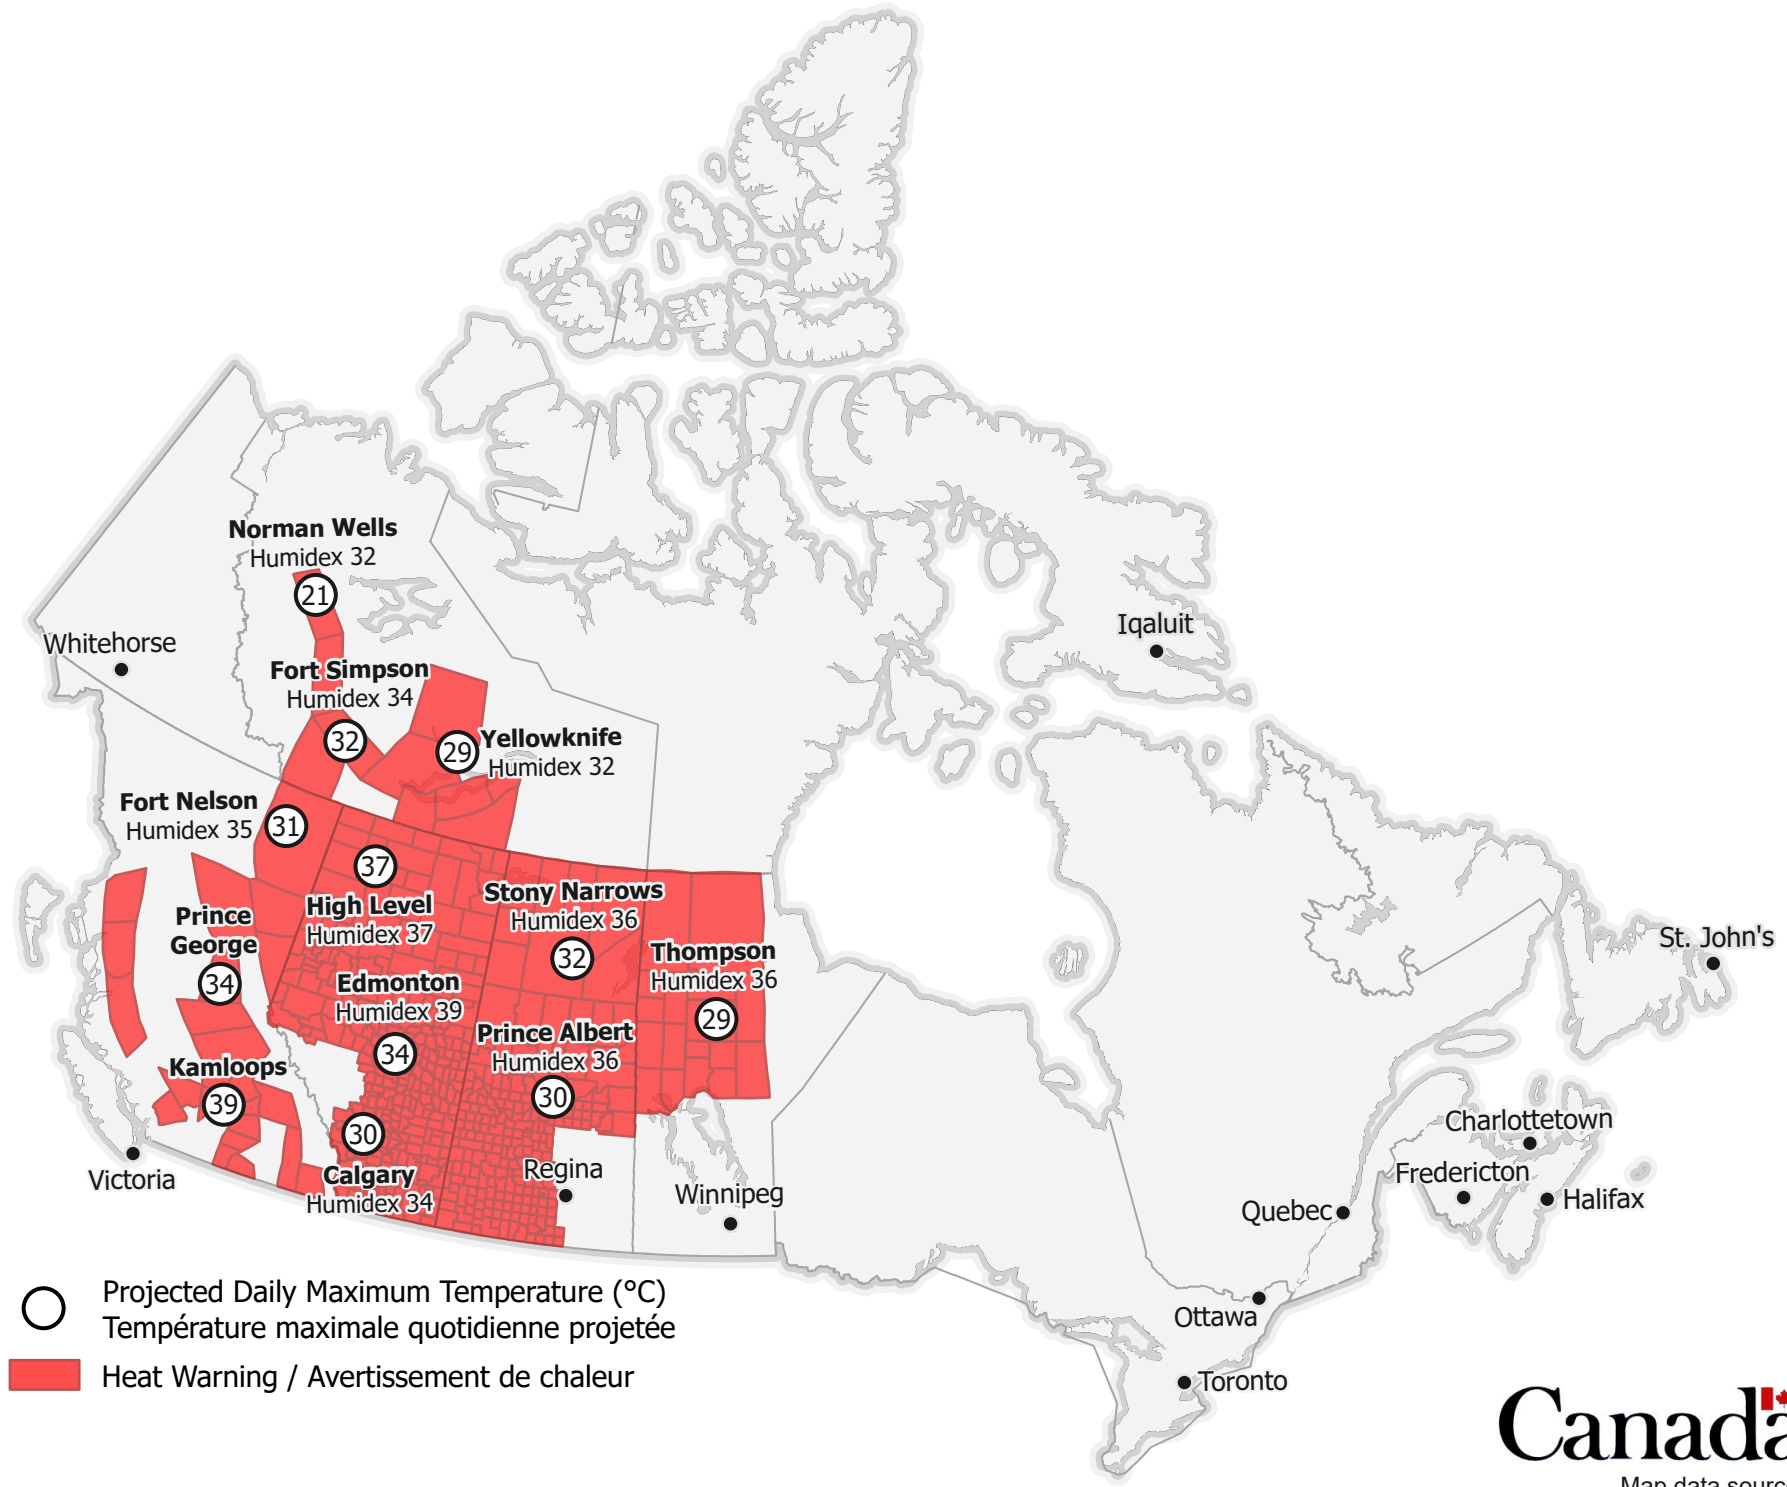 Norman Wells
Humidex 32
21
Whitehorse
Iqaluit
Fort Simpson
Humidex 34
32
29
Yellowknife
Humidex 32
Fort Nelson
Humidex 35
31
37
High Level
Humidex 37
Stony Narrows
Humidex 36
32
Prince
George
34
Thompson
Humidex 36
29
St. John's
Edmonton
Humidex 39
34
Prince Albert
Humidex 36
30
Kamloops
39
30
Calgary
Humidex 34
Victoria
Regina
Winnipeg
Charlottetown
Fredericton
Halifax
Quebec
Ottawa
Toronto
Projected Daily Maximum Temperature (°C)
Température maximale quotidienne projetée
Heat Warning / Avertissement de chaleur
Canada
Map data